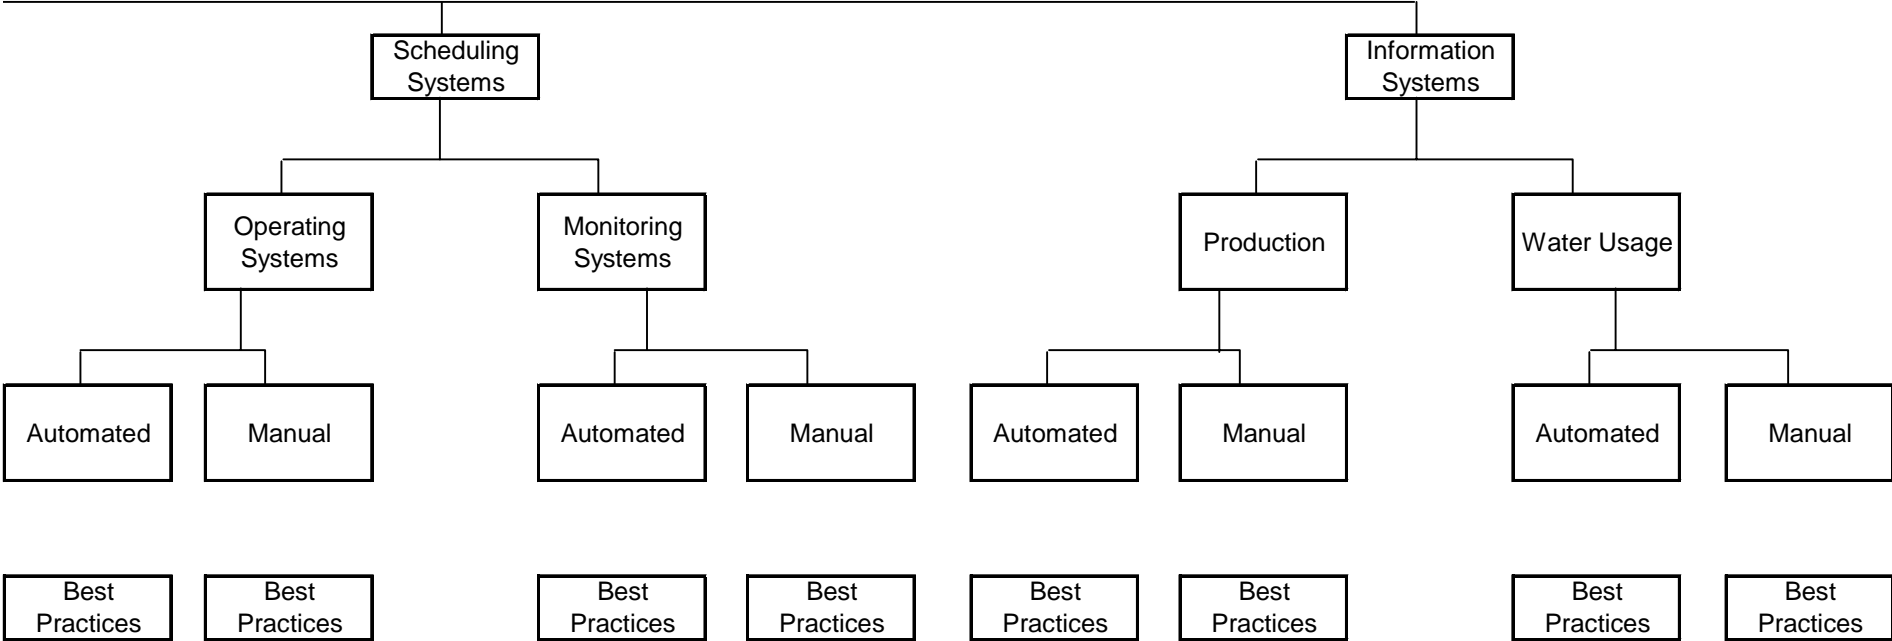 Scheduling
Systems
Information
Systems
Operating
Systems
Monitoring
Systems
Production
Water Usage
Automated
Manual
Automated
Manual
Automated
Manual
Automated
Manual
Best
Practices
Best
Practices
Best
Practices
Best
Practices
Best
Practices
Best
Practices
Best
Practices
Best
Practices